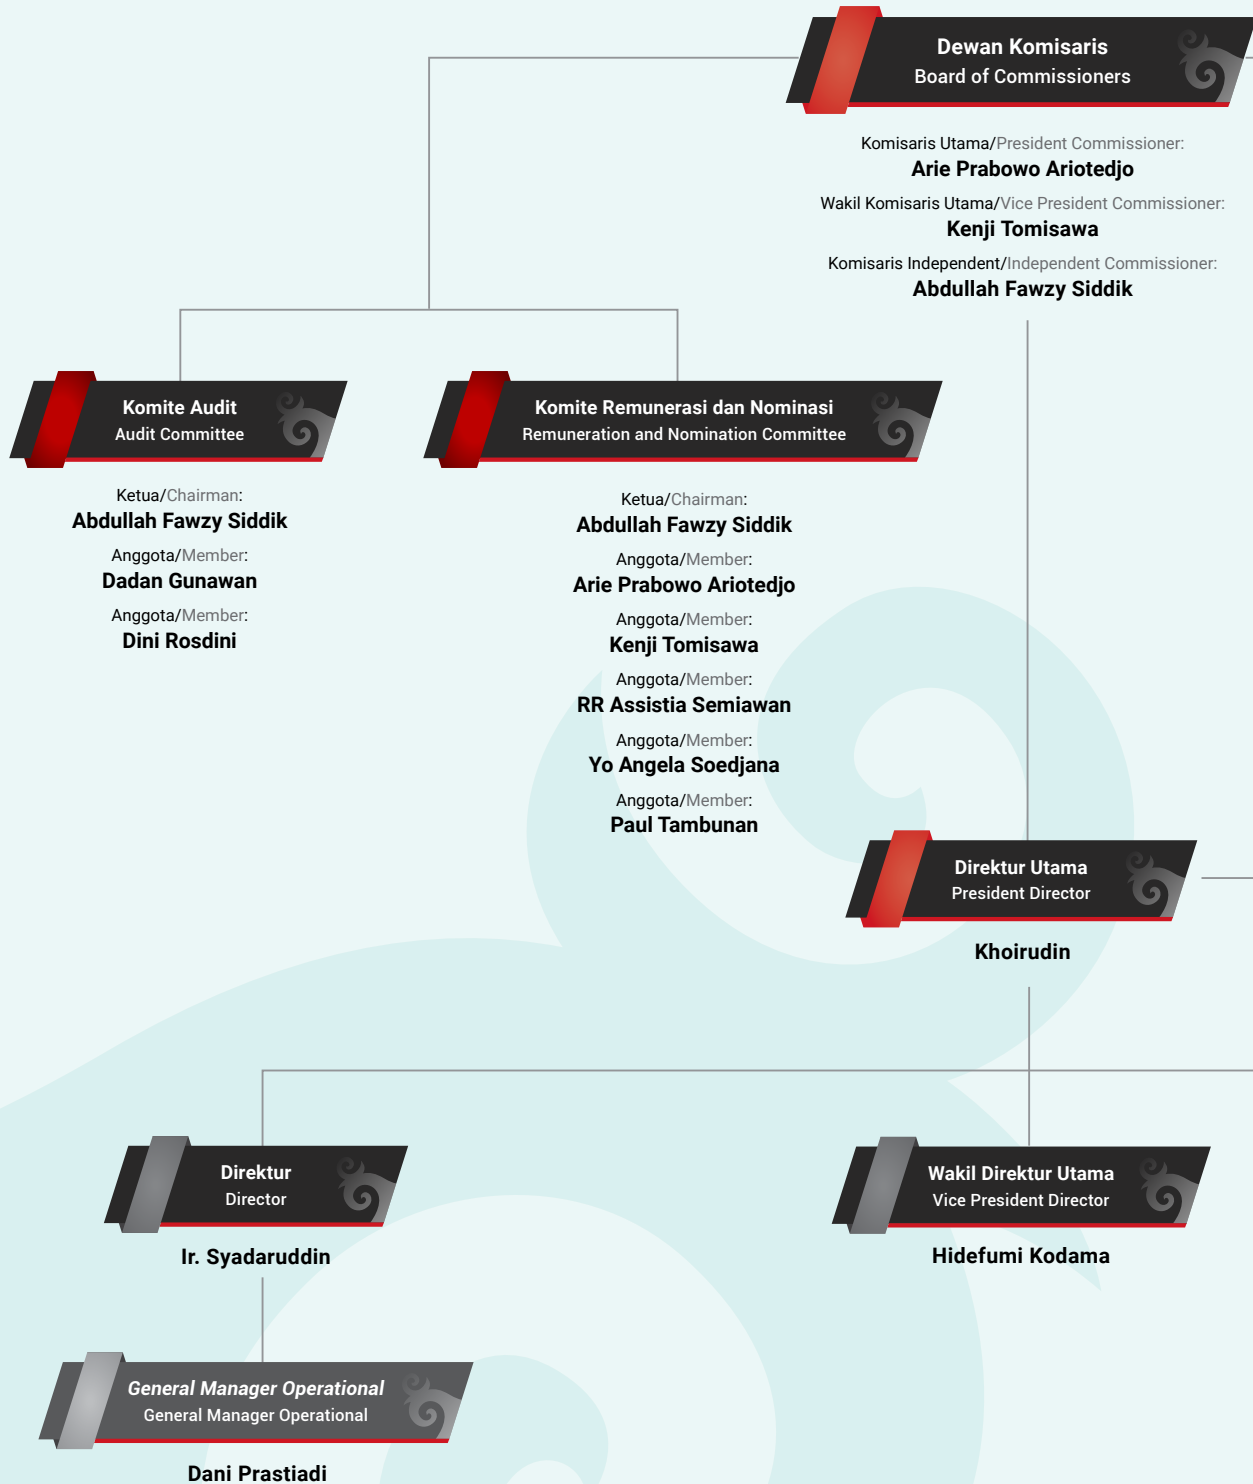 Dewan Komisaris
Board of Commissioners
Komisaris Utama/President Commissioner:
Arie Prabowo Ariotedjo
Wakil Komisaris Utama/Vice President Commissioner:
Kenji Tomisawa
Komisaris Independent/Independent Commissioner:
Abdullah Fawzy Siddik
Komite Audit
Audit Committee
Ketua/Chairman:
Abdullah Fawzy Siddik
Anggota/Member:
Dadan Gunawan
Anggota/Member:
Dini Rosdini
Komite Remunerasi dan Nominasi
Remuneration and Nomination Committee
Ketua/Chairman:
Abdullah Fawzy Siddik
Anggota/Member:
Arie Prabowo Ariotedjo
Anggota/Member:
Kenji Tomisawa
Anggota/Member:
RR Assistia Semiawan
Anggota/Member:
Yo Angela Soedjana
Anggota/Member:
Paul Tambunan
Direktur Utama
President Director
Khoirudin
Direktur
Director
Ir. Syadaruddin
Wakil Direktur Utama
Vice President Director
Hidefumi Kodama
General Manager Operational
General Manager Operational
Dani Prastiadi